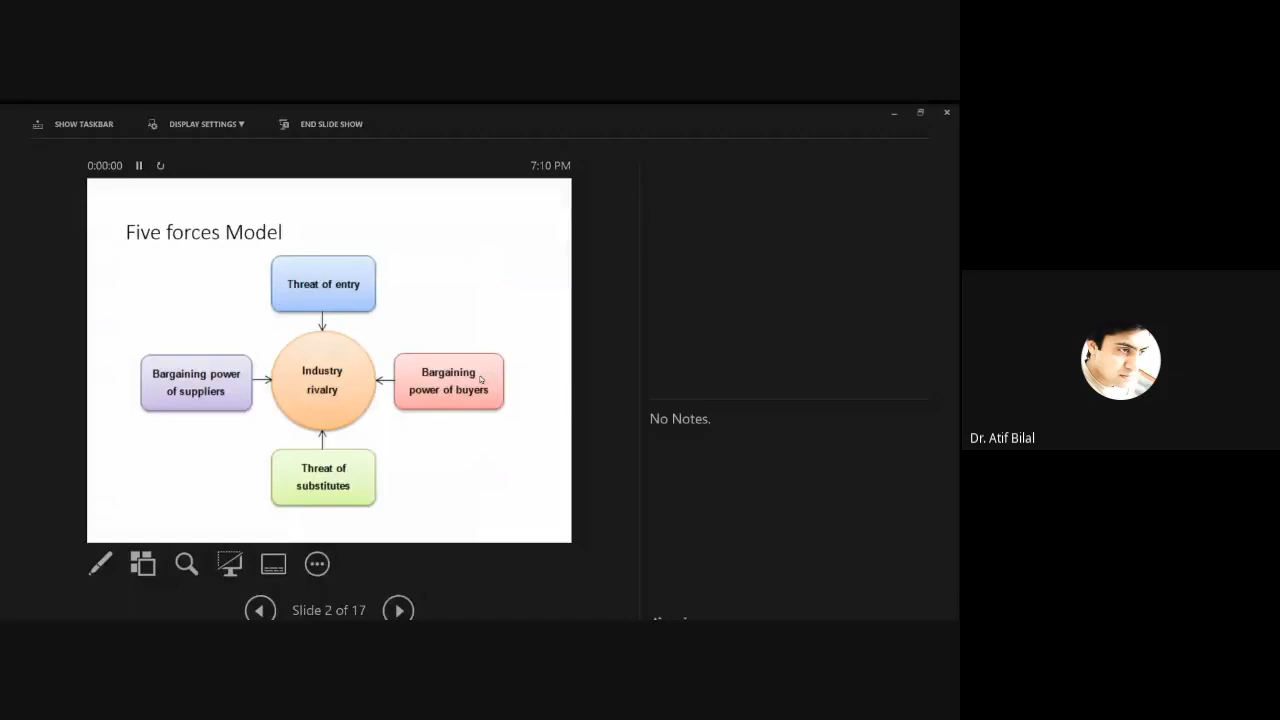 SHOW TASKBAR
DISPLAY SETTINGS ▼
END SLIDE SHOW
0:00:00
7:10 PM
Five forces Model
Threat of entry
Bargaining power
of suppliers
Industry
rivalry
Bargaining
power of buyers
Threat of
substitutes
No Notes.
Dr. Atif Bilal
Slide 2 of 17